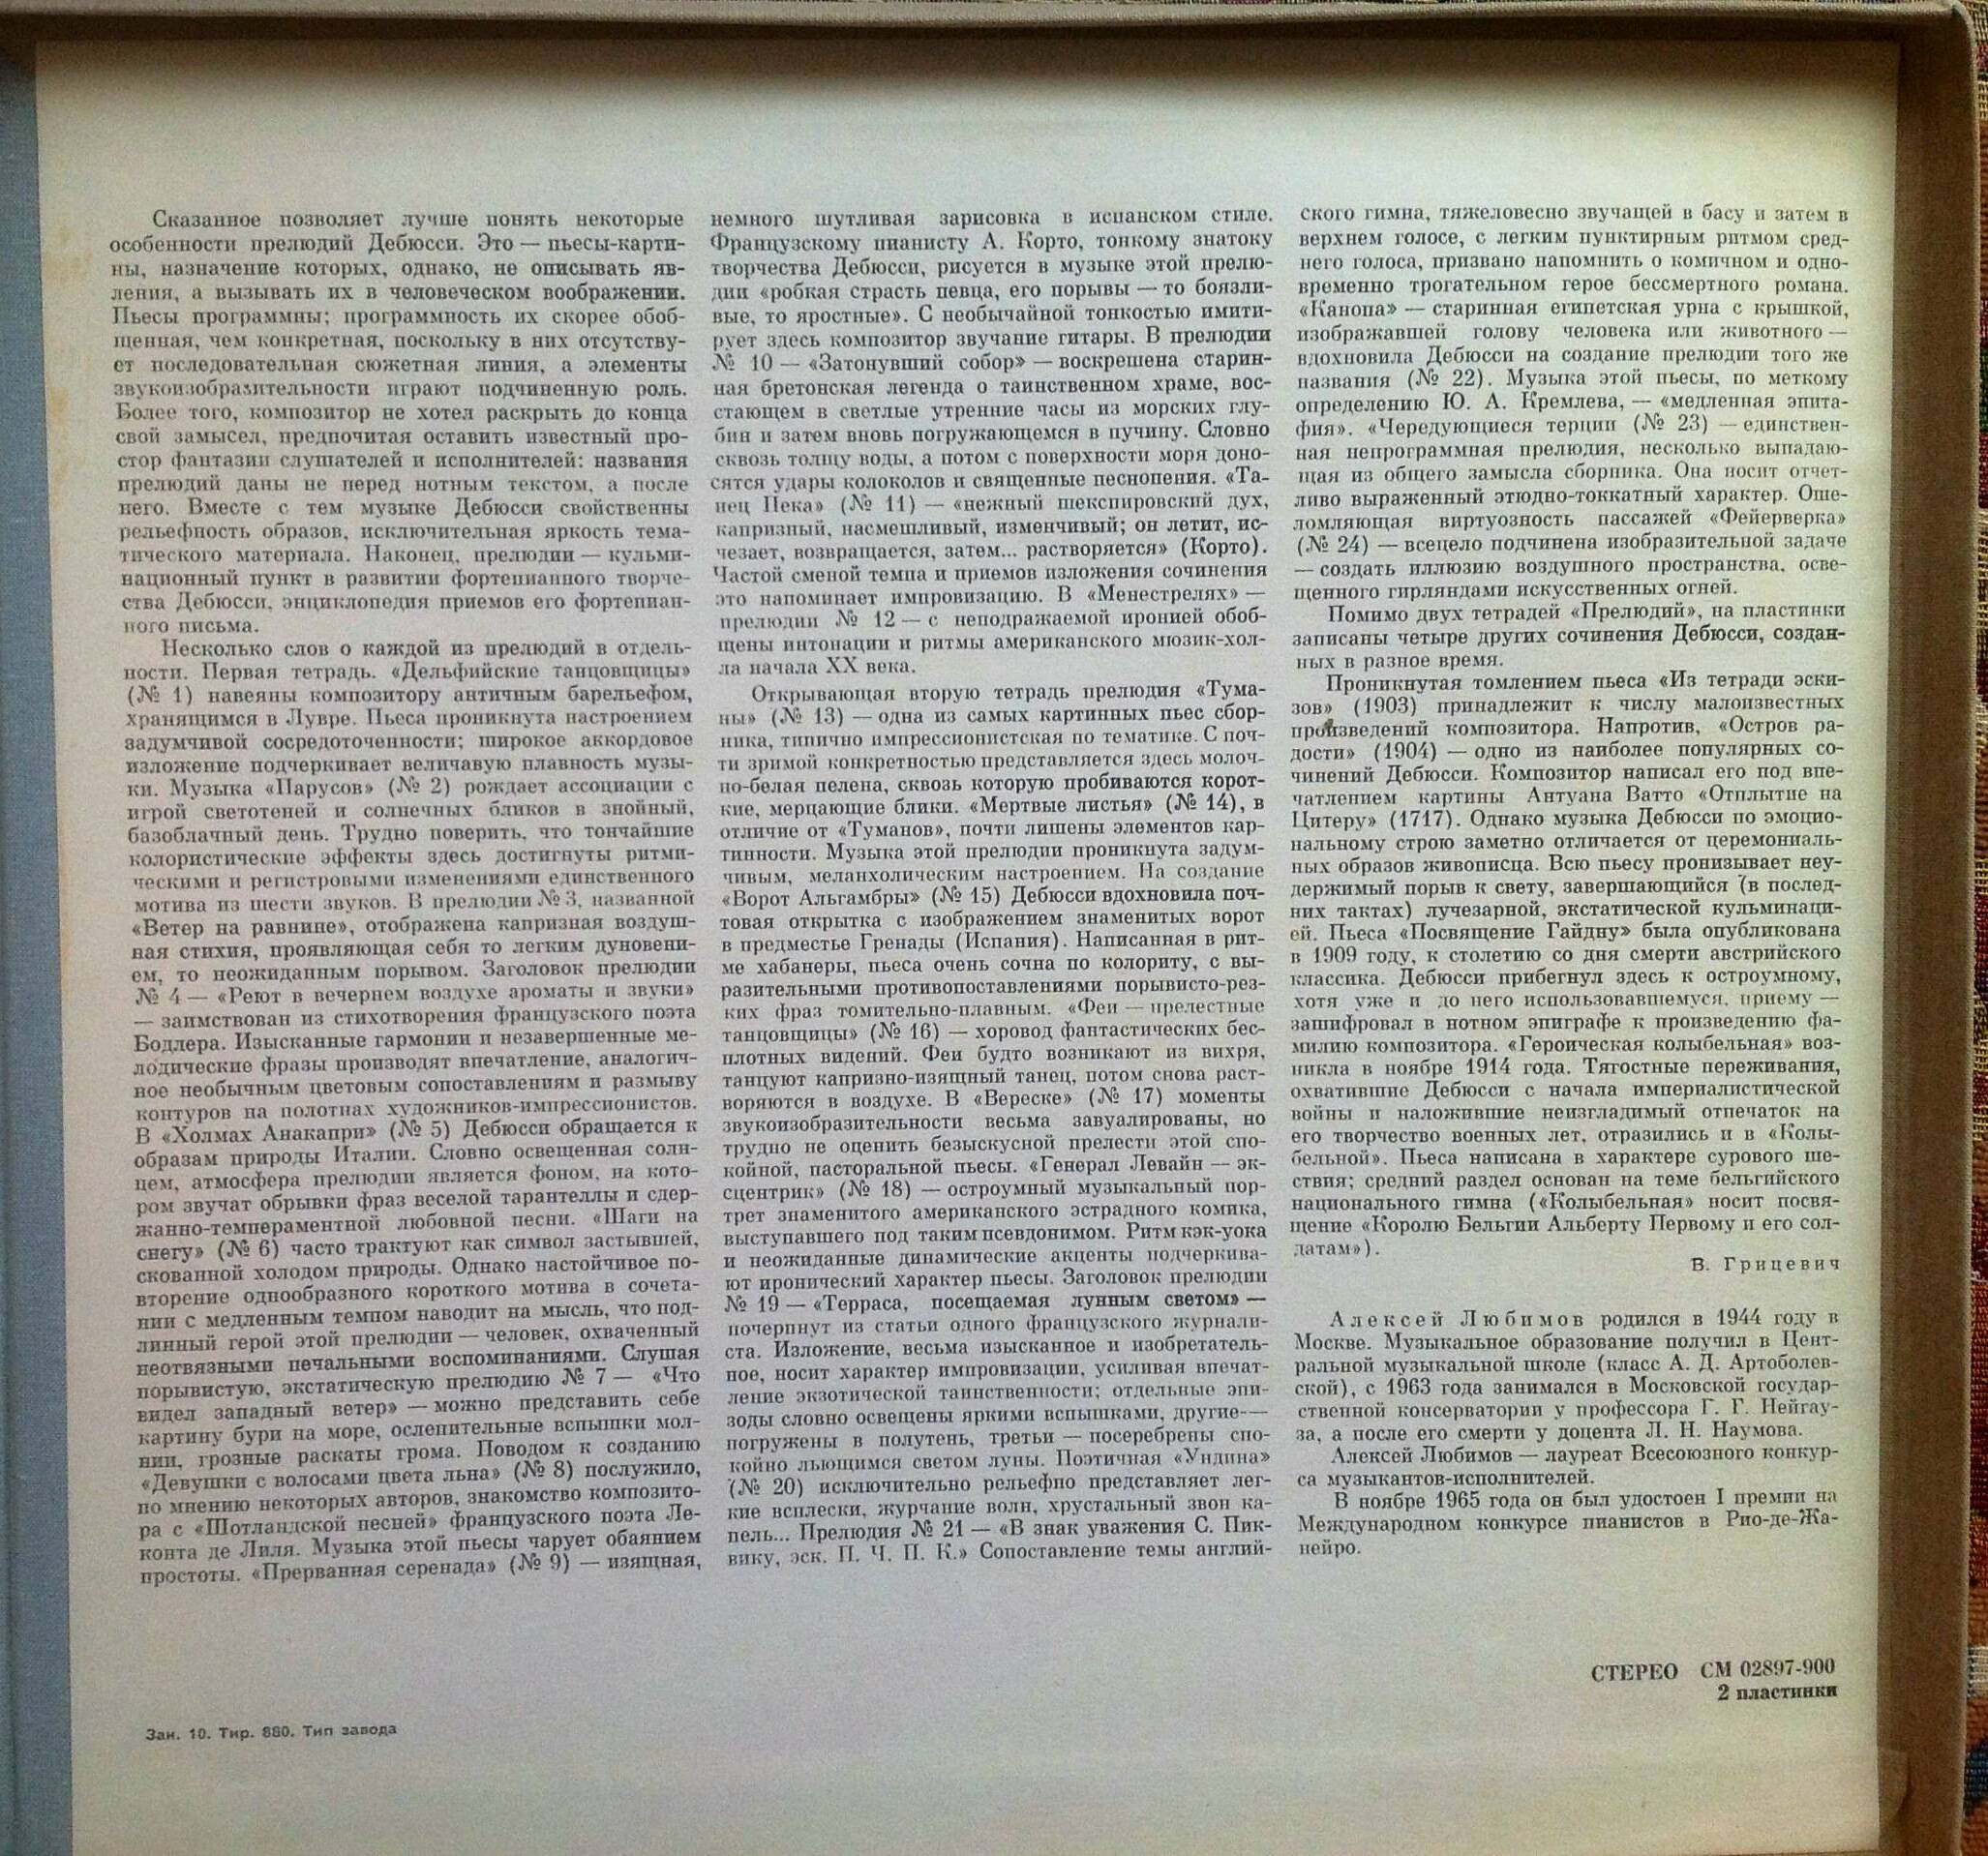 Сказанное позволяет лучше понять некоторые
особенности прелюдий Дебюсси. Это — пьесы-карти-
ны, назначение которых, однако, не описывать яв-
ления, а вызывать их в человеческом воображении.
Пьесы программны; программность их скорее обоб-
щенная, чем конкретная, поскольку в них отсутству-
ет последовательная сюжетная линия, а элементы
звукоизобразительности играют подчиненную роль.
Более того, композитор не хотел раскрыть до конца
свой замысел, предпочитая оставить известный про-
стор фантазии слушателей и исполнителей: названия
прелюдий даны не перед нотным текстом, а после
него. Вместе с тем музыке Дебюсси свойственны
рельефность образов, исключительная яркость тема-
тического материала. Наконец, прелюдии — кульми-
национный пункт в развитии фортепианного творче-
ства Дебюсси, энциклопедия приемов его фортепиан-
ного письма.
Несколько слов о каждой из прелюдий в отдель-
ности. Первая тетрадь. «Дельфийские танцовщицы»
(№ 1) навеяны композитору античным барельефом,
хранящимся в Лувре. Пьеса проникнута настроением
задумчивой сосредоточенности; широкое аккордовое
изложение подчеркивает величавую плавность музы-
ки. Музыка «Парусов» (№ 2) рождает ассоциации с
игрой светотеней и солнечных бликов в знойный,
базоблачный день. Трудно поверить, что тончайшие
колористические эффекты здесь достигнуты ритми-
ческими и регистровыми изменениями единственного
мотива из шести звуков. В прелюдии № 3, названной
«Ветер на равнине», отображена капризная воздуш-
ная стихия, проявляющая себя то легким дуновени-
ем, то неожиданным порывом. Заголовок прелюдии
№ 4 — «Реют в вечернем воздухе ароматы и звуки»
— заимствован из стихотворения французского поэта
Бодлера. Изысканные гармонии и незавершенные ме-
лодические фразы производят впечатление, аналогич-
ное необычным цветовым сопоставлениям и размыву
контуров на полотнах художников-импрессионистов.
В «Холмах Анакапри» (№ 5) Дебюсси обращается к
образам природы Италии. Словно освещенная солн-
цем, атмосфера прелюдии является фоном, на кото-
ром звучат обрывки фраз веселой тарантеллы и сдер-
жанно-темпераментной любовной песни. «Шаги на
снегу» (№ 6) часто трактуют как символ застывшей,
скованной холодом природы. Однако настойчивое по-
вторение однообразного короткого мотива в сочета-
нии с медленным темпом наводит на мысль, что под-
линный герой этой прелюдии — человек, охваченный
неотвязными печальными воспоминаниями. Слушая
порывистую, экстатическую прелюдию № 7 — «Что
видел западный ветер» — можно представить себе
картину бури на море, ослепительные вспышки мол-
нии, грозные раскаты грома. Поводом к созданию
«Девушки с волосами цвета льна» (№ 8) послужило,
по мнению некоторых авторов, знакомство композито-
ра с «Шотландской песней» французского поэта Ле-
конта де Лиля. Музыка этой пьесы чарует обаянием
простоты. «Прерванная серенада» (№ 9) — изящная,
немного шутливая зарисовка в испанском стиле.
Французскому пианисту А. Корто, тонкому знатоку
творчества Дебюсси, рисуется в музыке этой прелю-
дии «робкая страсть певца, его порывы — то боязли-
вые, то яростные». С необычайной тонкостью имити-
рует здесь композитор звучание гитары. В прелюдии
№ 10 — «Затонувший собор» — воскрешена старин-
ная бретонская легенда о таинственном храме, вос-
стающем в светлые утренние часы из морских глу-
бин и затем вновь погружающемся в пучину. Словно
сквозь толщу воды, а потом с поверхности моря доно-
сятся удары колоколов и священные песнопения. «Та-
нец Пека» (№ 11) — «нежный шекспировский дух,
капризный, насмешливый, изменчивый; он летит, ис-
чезает, возвращается, затем... растворяется» (Корто).
Частой сменой темпа и приемов изложения сочинения
это напоминает импровизацию. В «Менестрелях» —
прелюдии № 12 — с неподражаемой иронией обоб-
щены интонации и ритмы американского мюзик-хол-
ла начала XX века.
Открывающая вторую тетрадь прелюдия «Тума-
ны» (№ 13) — одна из самых картинных пьес сбор-
ника, типично импрессионистская по тематике. С поч-
ти зримой конкретностью представляется здесь молоч-
но-белая пелена, сквозь которую пробиваются корот-
кие, мерцающие блики. «Мертвые листья» (№ 14), в
отличие от «Туманов», почти лишены элементов кар-
тинности. Музыка этой прелюдии проникнута задум-
чивым, меланхолическим настроением. На создание
«Ворот Альгамбры» (№ 15) Дебюсси вдохновила поч-
товая открытка с изображением знаменитых ворот
в предместье Гренады (Испания). Написанная в рит-
ме хабанеры, пьеса очень сочна по колориту, с вы-
разительными противопоставлениями порывисто-рез-
ких фраз томительно-плавным. «Феи — прелестные
танцовщицы» (№ 16) — хоровод фантастических бес-
плотных видений. Феи будто возникают из вихря,
танцуют капризно-изящный танец, потом снова раст-
воряются в воздухе. В «Вереске» (№ 17) моменты
звукоизобразительности весьма завуалированы, но
трудно не оценить безыскусной прелести этой спо-
койной, пасторальной пьесы. «Генерал Левайн — эк-
сцентрик» (№ 18) — остроумный музыкальный пор-
трет знаменитого американского эстрадного комика,
выступавшего под таким псевдонимом. Ритм кэк-уока
и неожиданные динамические акценты подчеркива-
ют иронический характер пьесы. Заголовок прелюдии
№ 19 — «Терраса, посещаемая лунным светом» —
почерпнут из статьи одного французского журнали-
ста. Изложение, весьма изысканное и изобретатель-
ное, носит характер импровизации, усиливая впечат-
ление экзотической таинственности; отдельные эпи-
зоды словно освещены яркими вспышками, другие —
погружены в полутень, третьи — посеребрены спо-
койно льющимся светом луны. Поэтичная «Ундина»
(№ 20) исключительно рельефно представляет лег-
кие всплески, журчание волн, хрустальный звон ка-
пель... Прелюдия № 21 — «В знак уважения С. Пик-
вику, эск. П. Ч. П. К.» Сопоставление темы англий-
ского гимна, тяжеловесно звучащей в басу и затем в
верхнем голосе, с легким пунктирным ритмом сред-
него голоса, призвано напомнить о комичном и одно-
временно трогательном герое бессмертного романа.
«Канопа» — старинная египетская урна с крышкой,
изображавшей голову человека или животного —
вдохновила Дебюсси на создание прелюдии того же
названия (№ 22). Музыка этой пьесы, по меткому
определению Ю. А. Кремлева, — «медленная эпита-
фия». «Чередующиеся терции (№ 23) — единствен-
ная непрограммная прелюдия, несколько выпадаю-
щая из общего замысла сборника. Она носит отчет-
ливо выраженный этюдно-токкатный характер. Оше-
ломляющая виртуозность пассажей «Фейерверка»
(№ 24) — всецело подчинена изобразительной задаче
— создать иллюзию воздушного пространства, осве-
щенного гирляндами искусственных огней.
Помимо двух тетрадей «Прелюдий», на пластинки
записаны четыре других сочинения Дебюсси, создан-
ных в разное время.
Проникнутая томлением пьеса «Из тетради эски-
зов» (1903) принадлежит к числу малоизвестных
произведений композитора. Напротив, «Остров ра-
дости» (1904) — одно из наиболее популярных со-
чинений Дебюсси. Композитор написал его под впе-
чатлением картины Антуана Ватто «Отплытие на
Цитеру» (1717). Однако музыка Дебюсси по эмоцио-
нальному строю заметно отличается от церемониаль-
ных образов живописца. Всю пьесу пронизывает неу-
держимый порыв к свету, завершающийся (в послед-
них тактах) лучезарной, экстатической кульминаци-
ей. Пьеса «Посвящение Гайдну» была опубликована
в 1909 году, к столетию со дня смерти австрийского
классика. Дебюсси прибегнул здесь к остроумному,
хотя уже и до него использовавшемуся, приему —
зашифровал в нотном эпиграфе к произведению фа-
милию композитора. «Героическая колыбельная» воз-
никла в ноябре 1914 года. Тягостные переживания,
охватившие Дебюсси с начала империалистической
войны и наложившие неизгладимый отпечаток на
его творчество военных лет, отразились и в «Колы-
бельной». Пьеса написана в характере сурового ше-
ствия; средний раздел основан на теме бельгийского
национального гимна («Колыбельная» носит посвя-
щение «Королю Бельгии Альберту Первому и его сол-
датам»).
В. Грицевич
Алексей Любимов родился в 1944 году в
Москве. Музыкальное образование получил в Цент-
ральной музыкальной школе (класс А. Д. Артоболев-
ской), с 1963 года занимался в Московской государ-
ственной консерватории у профессора Г. Г. Нейгау-
за, а после его смерти у доцента Л. Н. Наумова.
Алексей Любимов — лауреат Всесоюзного конкур-
са музыкантов-исполнителей.
В ноябре 1965 года он был удостоен I премии на
Международном конкурсе пианистов в Рио-де-Жа-
нейро.
СТЕРЕО СМ 02897-900
2 пластинки
Зак. 10. Тир. 880. Тип завода